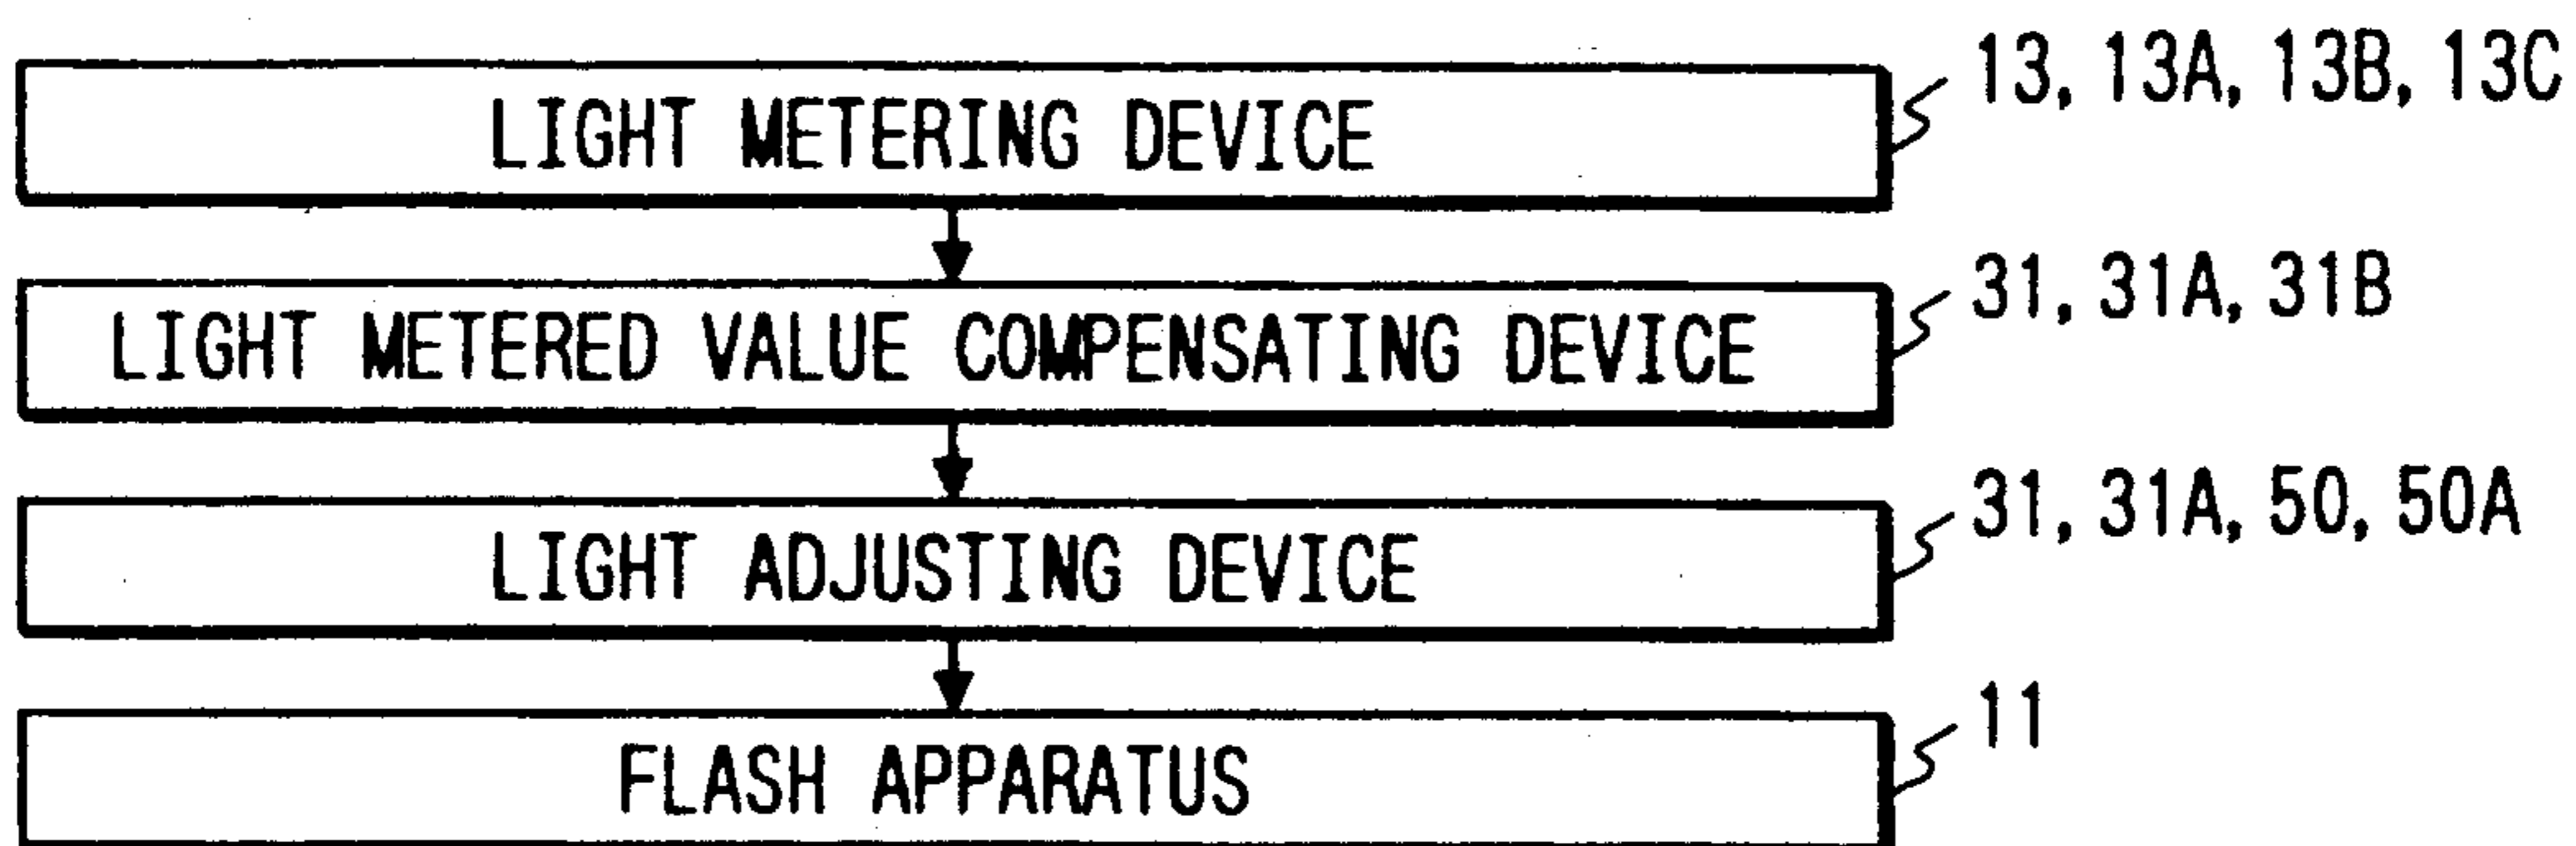 LIGHT METERING DEVICE 13, 13A, 13B, 13C
LIGHT METERED VALUE COMPENSATING DEVICE 31, 31A, 31B
LIGHT ADJUSTING DEVICE 31, 31A, 50, 50A
FLASH APPARATUS 11